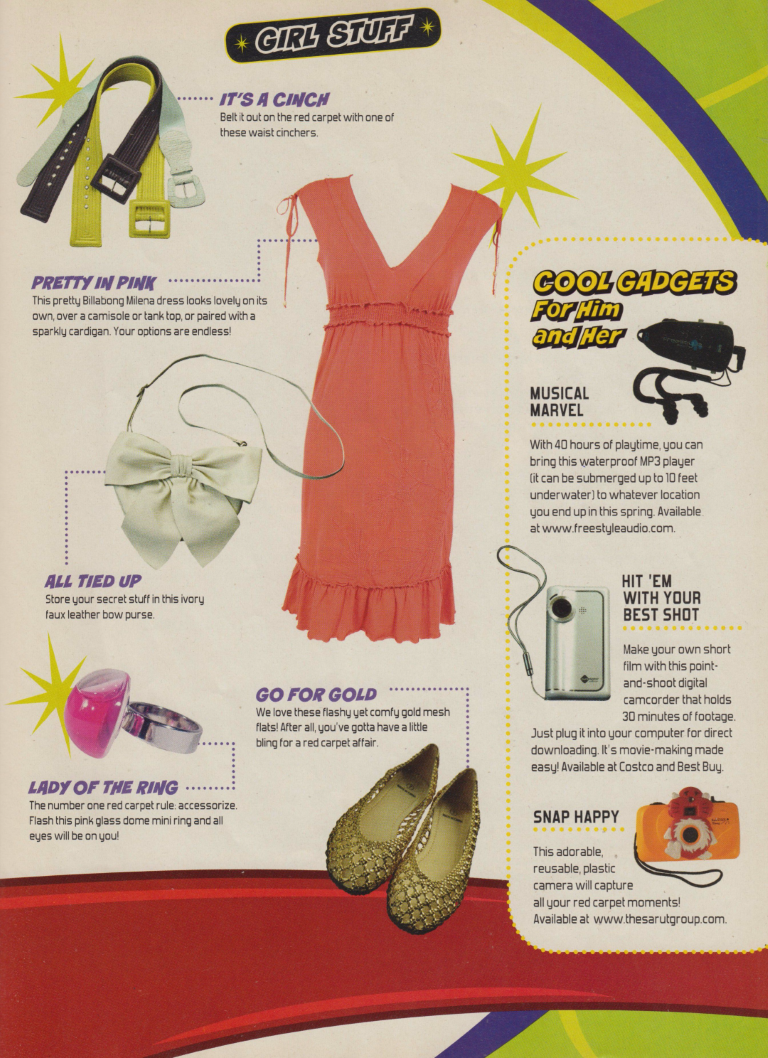 GIRL STUFF
IT'S A CINCH
Belt it out on the red carpet with one of
these waist cinchers.
PRETTY IN PINK
This pretty Billabong Milena dress looks lovely on its
own, over a camisole or tank top, or paired with a
sparkly cardigan. Your options are endless!
ALL TIED UP
Store your secret stuff in this ivory
faux leather bow purse.
GO FOR GOLD
We love these flashy yet comfy gold mesh
flats! After all, you've gotta have a little
bling for a red carpet affair.
LADY OF THE RING
The number one red carpet rule: accessorize.
Flash this pink glass dome mini ring and all
eyes will be on you!
COOL GADGETS
For Him
and Her
MUSICAL
MARVEL
With 40 hours of playtime, you can
bring this waterproof MP3 player
(it can be submerged up to 10 feet
underwater) to whatever location
you end up in this spring. Available
at www.freestyleaudio.com.
HIT 'EM
WITH YOUR
BEST SHOT
Make your own short
film with this point-
and-shoot digital
camcorder that holds
30 minutes of footage.
Just plug it into your computer for direct
downloading. It's movie-making made
easy! Available at Costco and Best Buy.
SNAP HAPPY
This adorable,
reusable, plastic
camera will capture
all your red carpet moments!
Available at www.thesarutgroup.com.